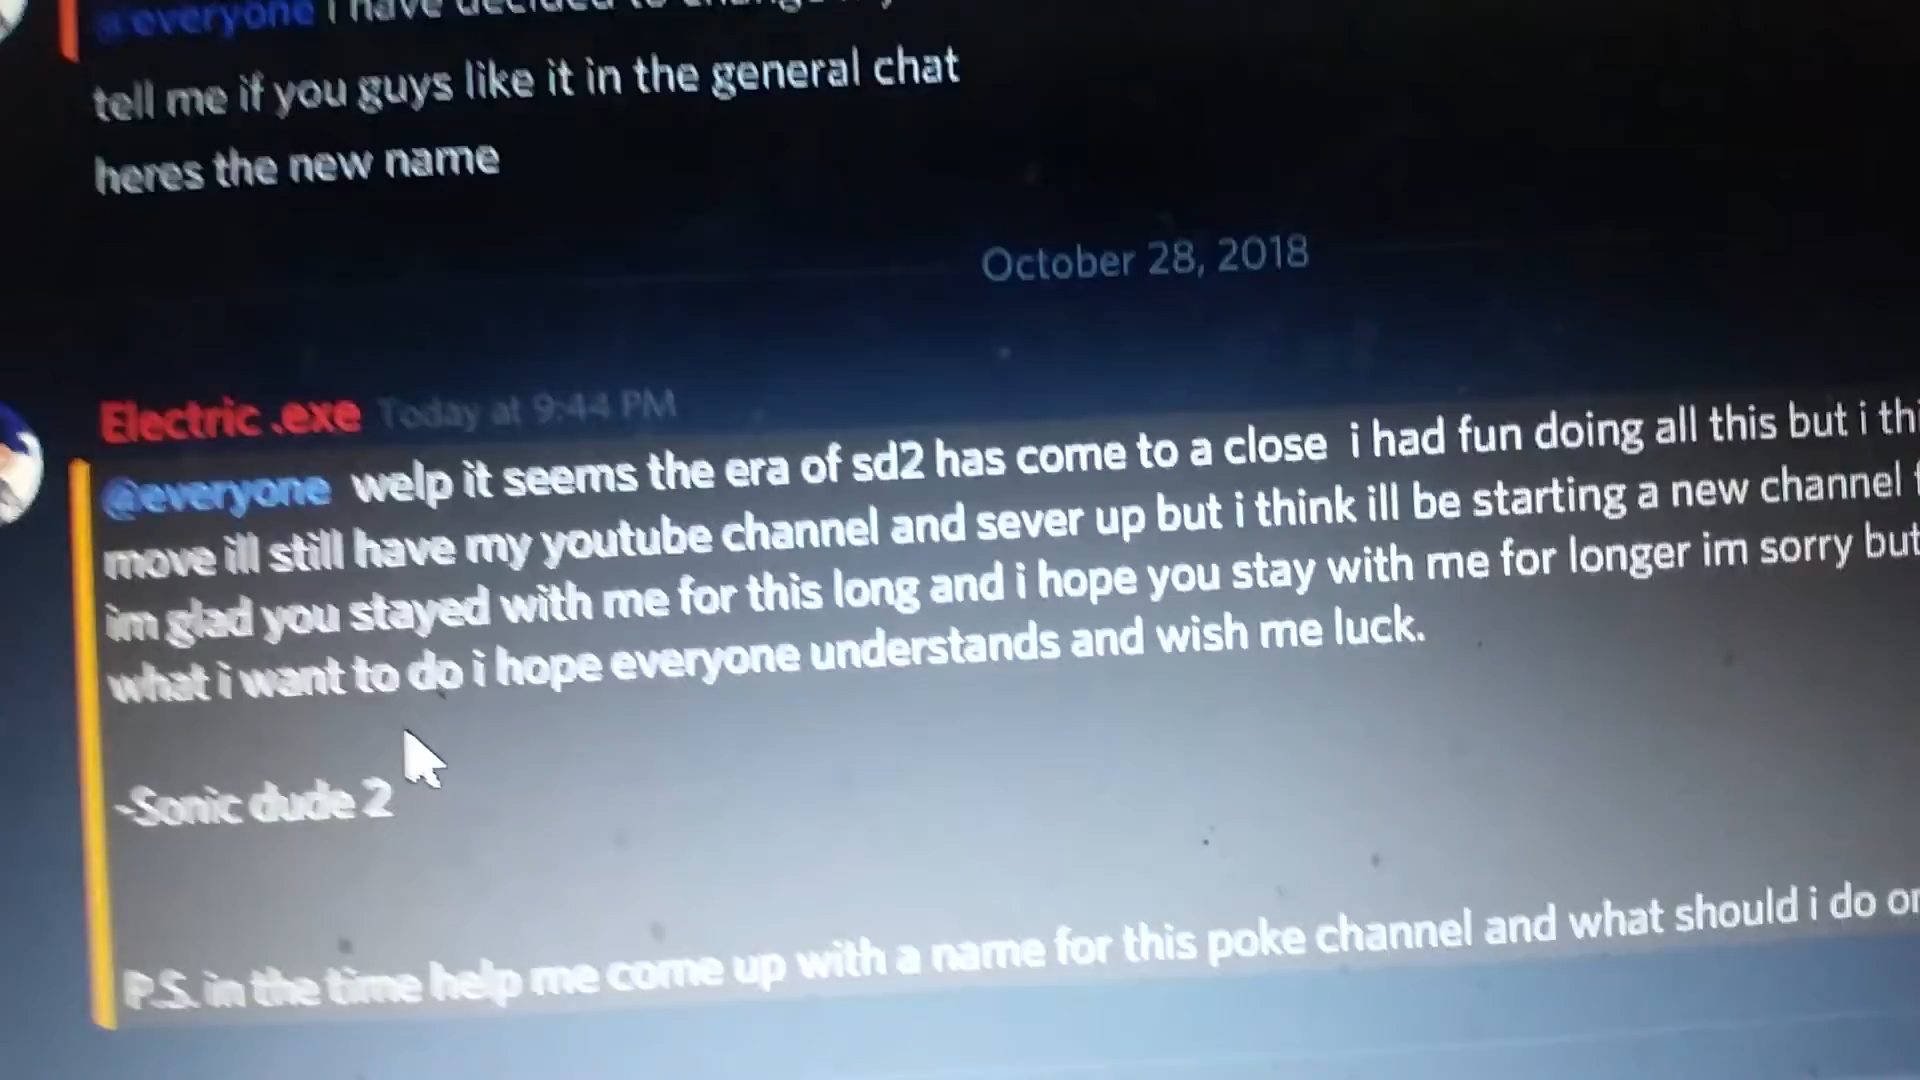 @everyone i have decided to change my
tell me if you guys like it in the general chat
heres the new name
October 28, 2018
Electric .exe Today at 9:44 PM
@everyone welp it seems the era of sd2 has come to a close i had fun doing all this but i thi
move ill still have my youtube channel and sever up but i think ill be starting a new channel f
im glad you stayed with me for this long and i hope you stay with me for longer im sorry but
what i want to do i hope everyone understands and wish me luck.
-Sonic dude 2
P.S. in the time help me come up with a name for this poke channel and what should i do on